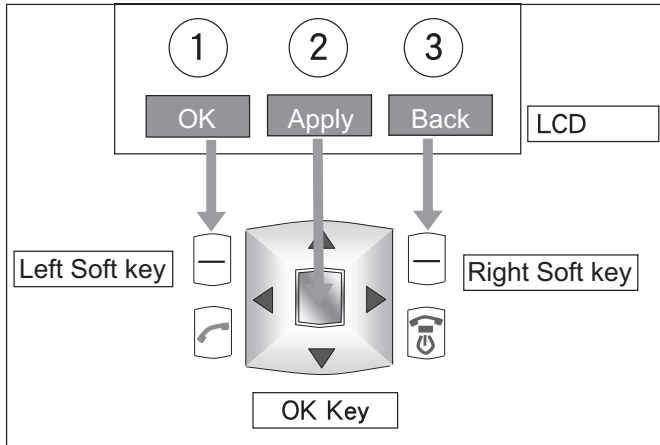 1 2 3
OK Apply Back
LCD
Left Soft key
Right Soft key
OK Key